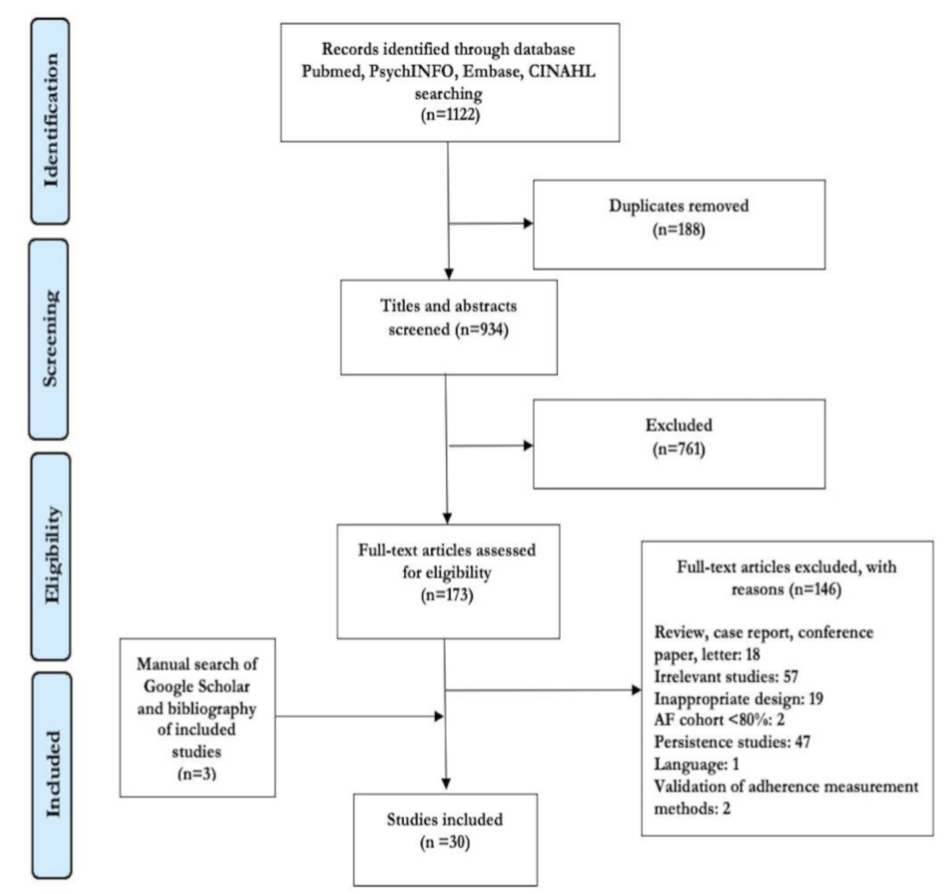 Identification
Records identified through database
Pubmed, PsychINFO, Embase, CINAHL
searching
(n=1122)
Duplicates removed
(n=188)
Screening
Titles and abstracts
screened (n=934)
Excluded
(n=761)
Eligibility
Full-text articles assessed
for eligibility
(n=173)
Full-text articles excluded, with
reasons (n=146)
Review, case report, conference
paper, letter: 18
Irrelevant studies: 57
Inappropriate design: 19
AF cohort <80%: 2
Persistence studies: 47
Language: 1
Validation of adherence measurement
methods: 2
Manual search of
Google Scholar
and bibliography
of included
studies
(n=3)
Included
Studies included
(n =30)